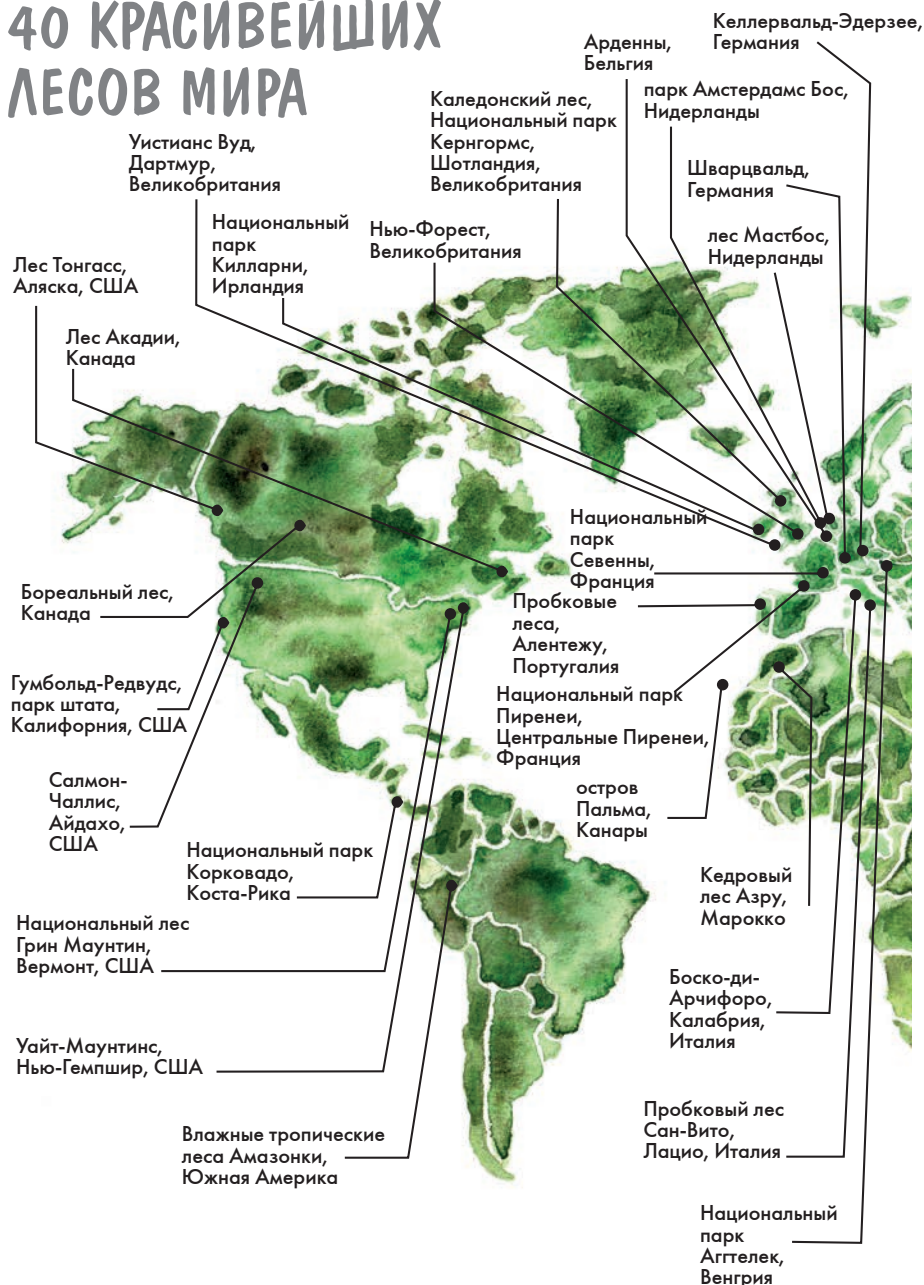 40 КРАСИВЕЙШИХ
ЛЕСОВ МИРА
Келлервальд-Эдерзее,
Германия
Арденны,
Бельгия
парк Амстердамс Бос,
Нидерланды
Каледонский лес,
Национальный парк
Кернгормс,
Шотландия,
Великобритания
Уистианс Вуд,
Дартмур,
Великобритания
Шварцвальд,
Германия
Национальный
парк
Килларни,
Ирландия
Нью-Форест,
Великобритания
лес Мастбос,
Нидерланды
Лес Тонгасс,
Аляска, США
Лес Акадии,
Канада
Национальный
парк
Севенны,
Франция
Бореальный лес,
Канада
Пробковые
леса,
Алентежу,
Португалия
Гумбольд-Редвудс,
парк штата,
Калифорния, США
Национальный парк
Пиренеи,
Центральные Пиренеи,
Франция
Салмон-
Чаллис,
Айдахо,
США
остров
Пальма,
Канары
Национальный парк
Корковадо,
Коста-Рика
Кедровый
лес Азру,
Марокко
Национальный лес
Грин Маунтин,
Вермонт, США
Боско-ди-
Арчифоро,
Калабрия,
Италия
Уайт-Маунтинс,
Нью-Гемпшир, США
Пробковый лес
Сан-Вито,
Лацио, Италия
Влажные тропические
леса Амазонки,
Южная Америка
Национальный
парк
Аггтелек,
Венгрия